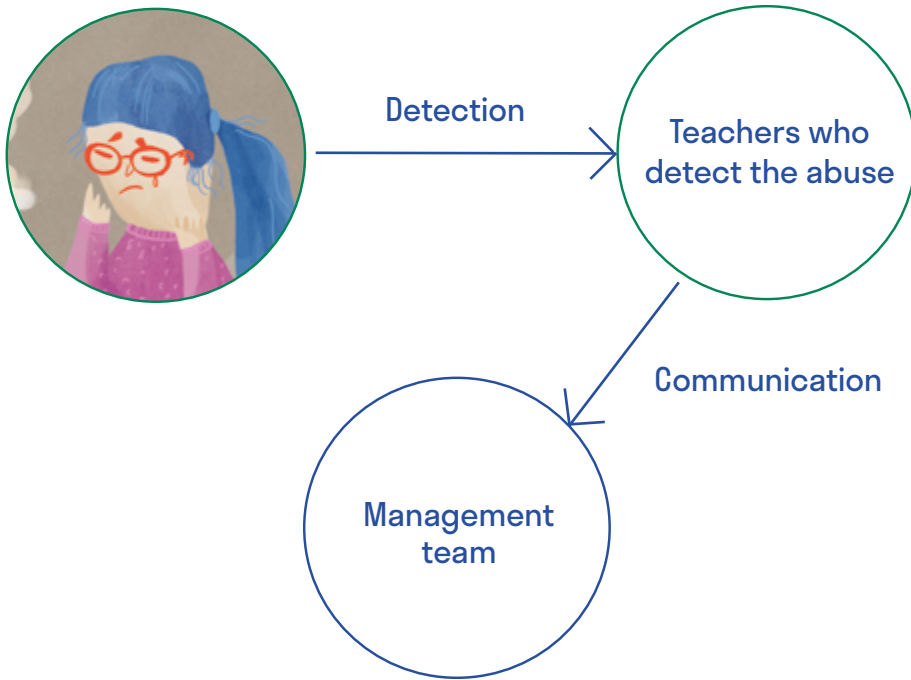 Detection
Teachers who
detect the abuse
Communication
Management
team